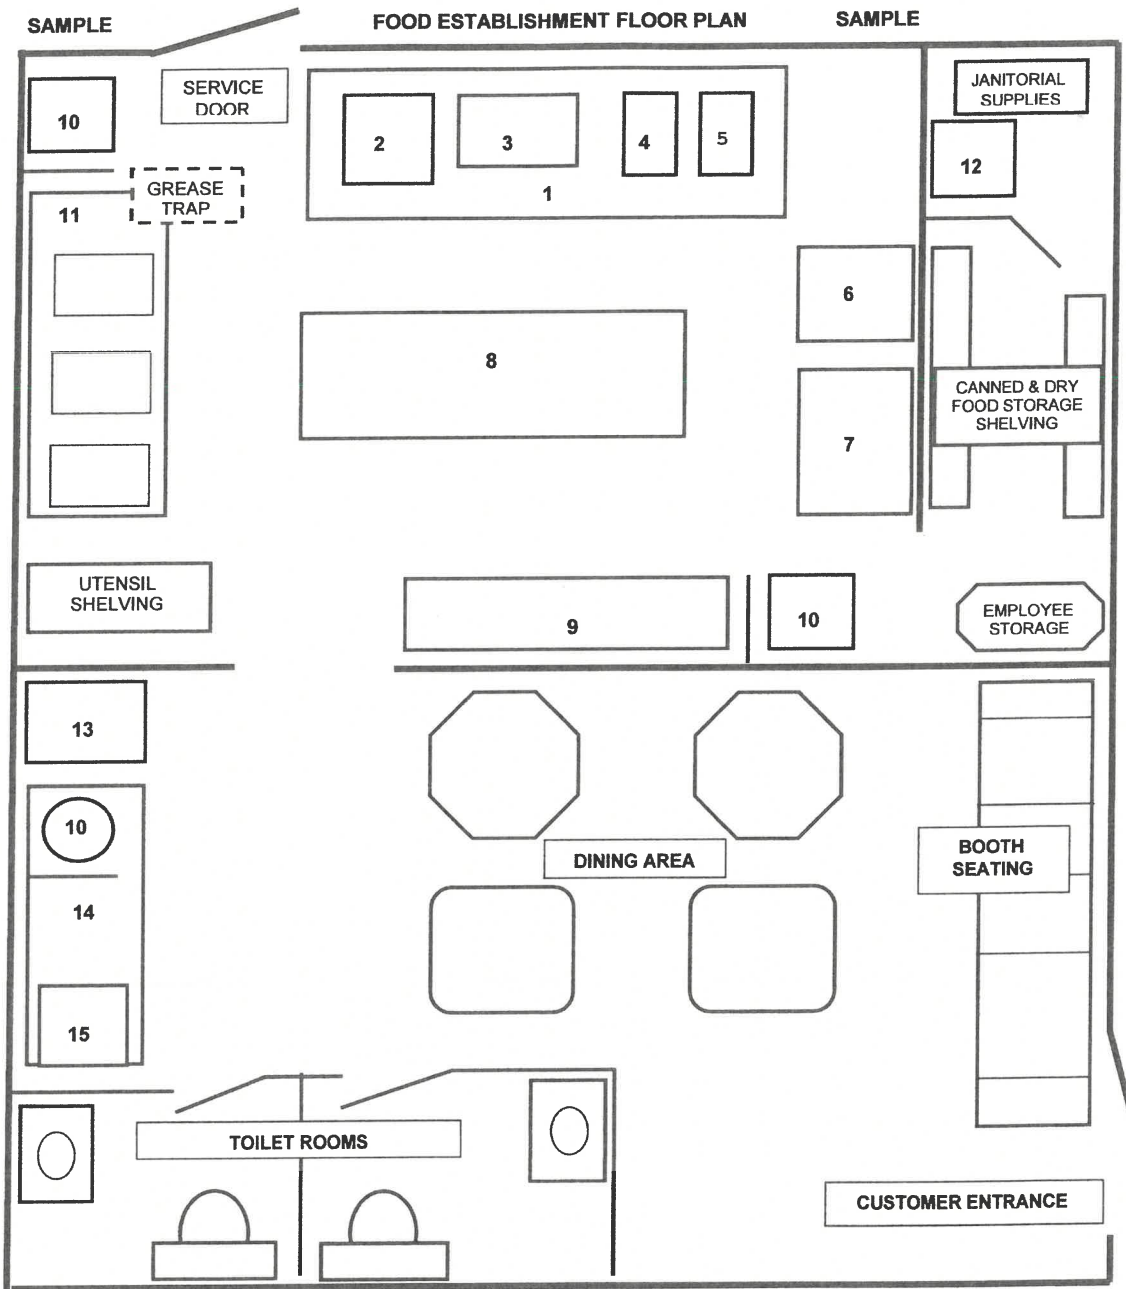 SAMPLE
FOOD ESTABLISHMENT FLOOR PLAN
SAMPLE
10
SERVICE
DOOR
2
3
4
5
1
JANITORIAL
SUPPLIES
12
GREASE
TRAP
11
6
8
7
CANNED & DRY
FOOD STORAGE
SHELVING
UTENSIL
SHELVING
9
10
EMPLOYEE
STORAGE
13
10
14
15
DINING AREA
BOOTH
SEATING
TOILET ROOMS
CUSTOMER ENTRANCE